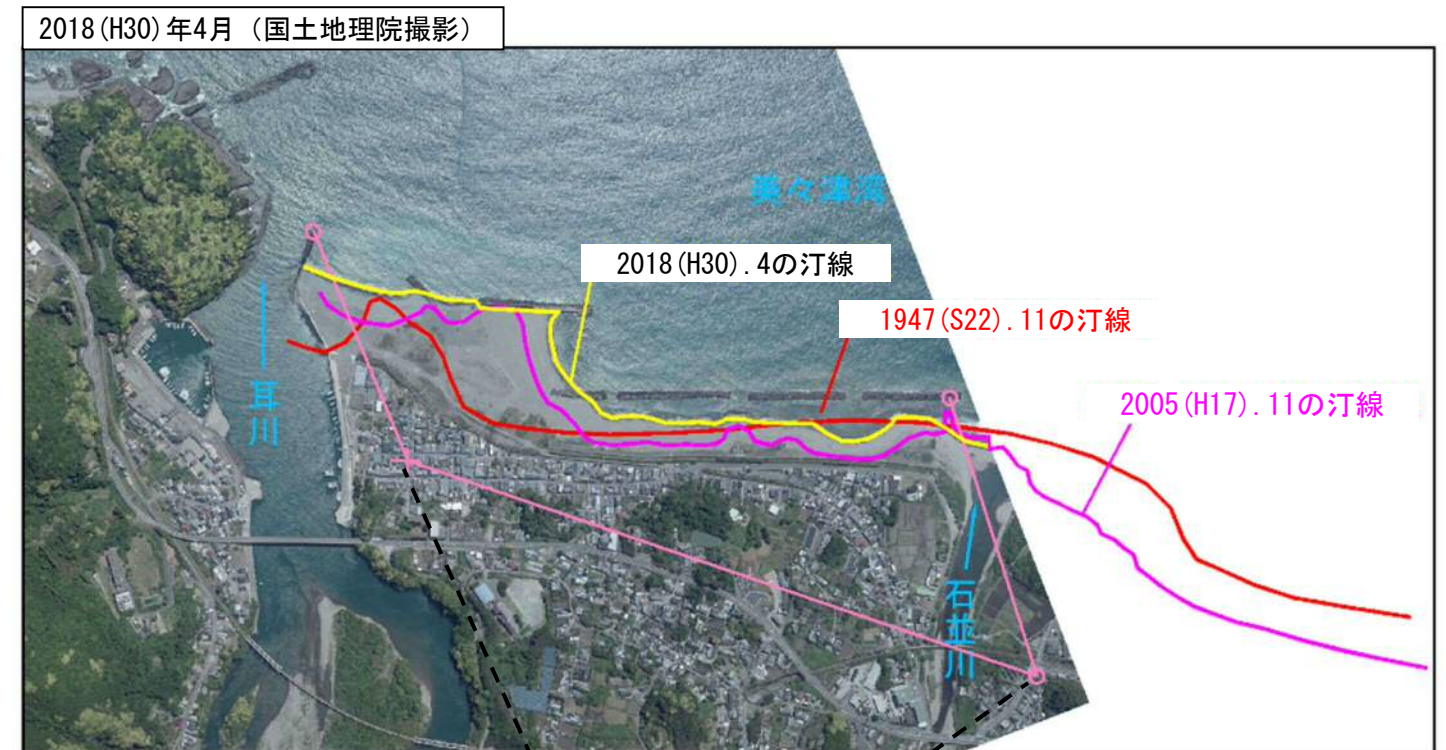 2018(H30)年4月（国土地理院撮影）
美々津湾
2018(H30).4の汀線
1947(S22).11の汀線
2005(H17).11の汀線
耳川
石並川